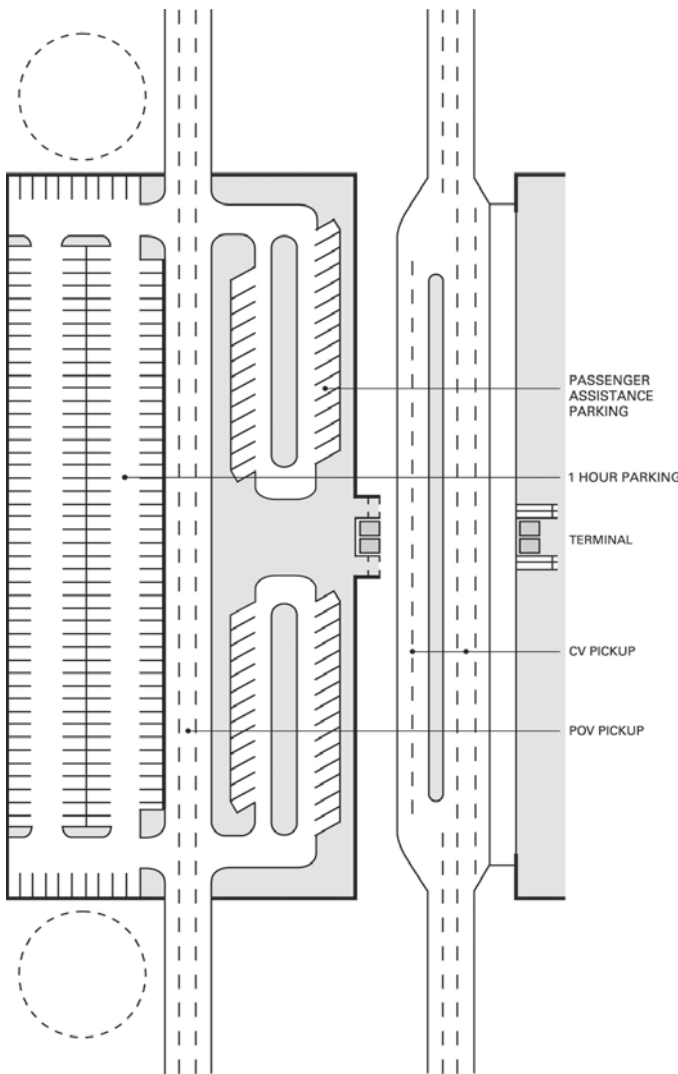 PASSENGER
ASSISTANCE
PARKING
1 HOUR PARKING
TERMINAL
CV PICKUP
POV PICKUP